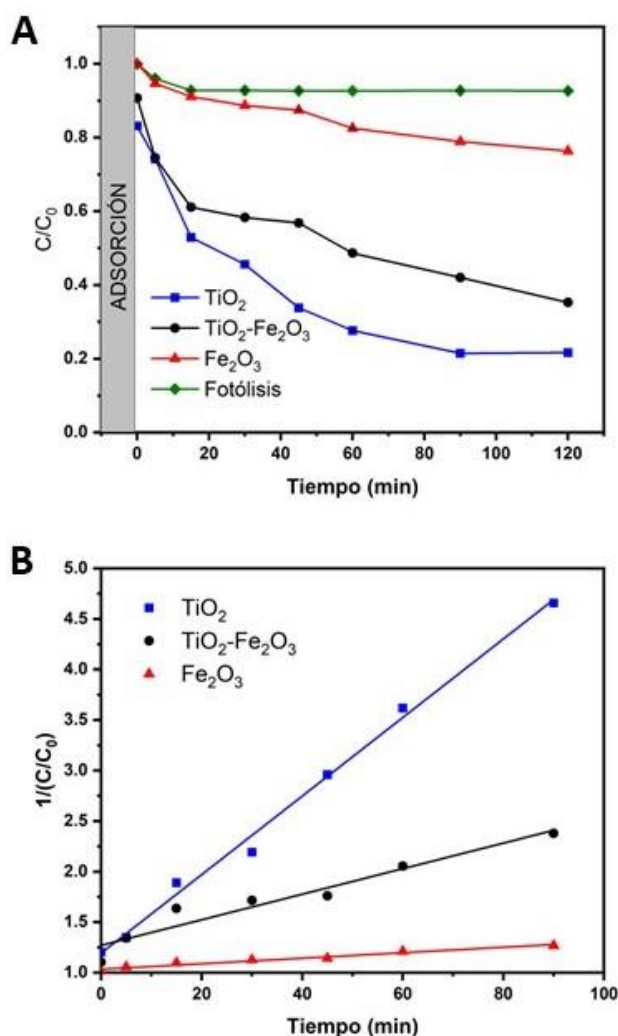 A
1.0
0.8
0.6
0.4
0.2
0.0
C/C₀
ADSORCIÓN
TiO₂
TiO₂-Fe₂O₃
Fe₂O₃
Fotólisis
0 20 40 60 80 100 120
Tiempo (min)
B
5.0
4.5
4.0
3.5
3.0
2.5
2.0
1.5
1.0
1/(C/C₀)
TiO₂
TiO₂-Fe₂O₃
Fe₂O₃
0 20 40 60 80 100
Tiempo (min)